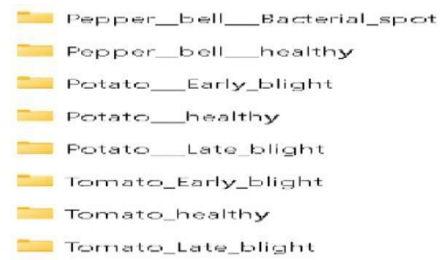 Pepper__bell___Bacterial_spot
Pepper__bell___healthy
Potato___Early_blight
Potato___healthy
Potato___Late_blight
Tomato_Early_blight
Tomato_healthy
Tomato_Late_blight